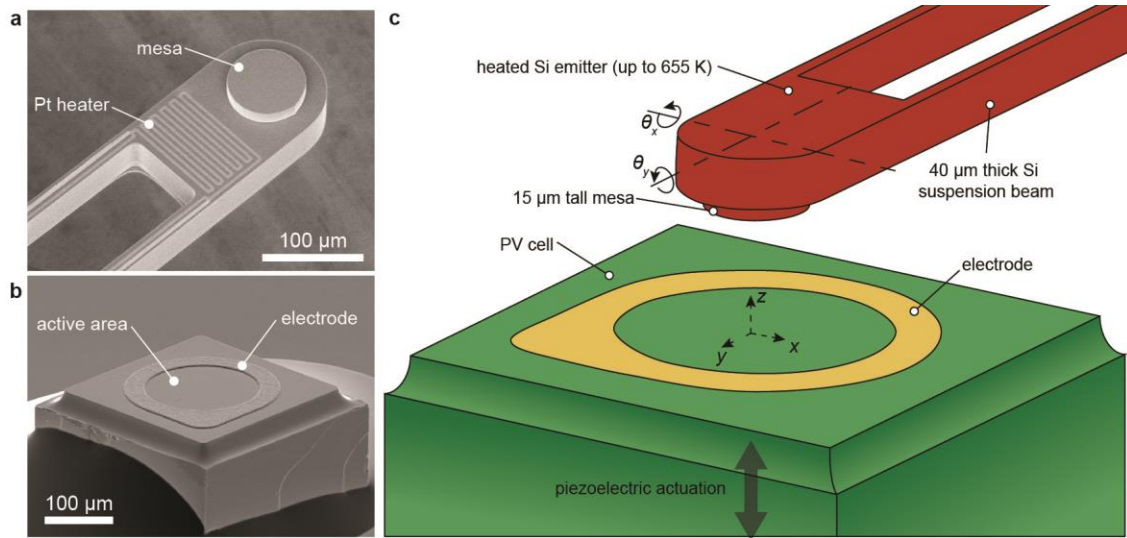 a
mesa
Pt heater
100 µm
b
active area
electrode
100 µm
c
heated Si emitter (up to 655 K)
θx
θy
15 µm tall mesa
40 µm thick Si
suspension beam
PV cell
electrode
z
y
x
piezoelectric actuation